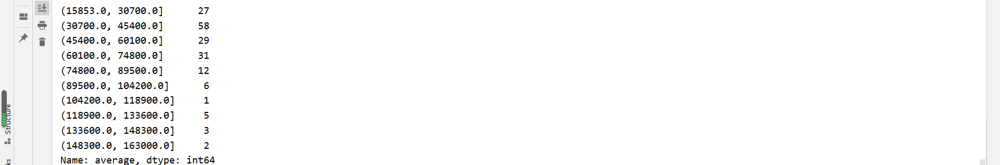 (15853.0, 30700.0]      27
(30700.0, 45400.0]      58
(45400.0, 60100.0]      29
(60100.0, 74800.0]      31
(74800.0, 89500.0]      12
(89500.0, 104200.0]      6
(104200.0, 118900.0]     1
(118900.0, 133600.0]     5
(133600.0, 148300.0]     3
(148300.0, 163000.0]     2
Name: average, dtype: int64
Structure
ks